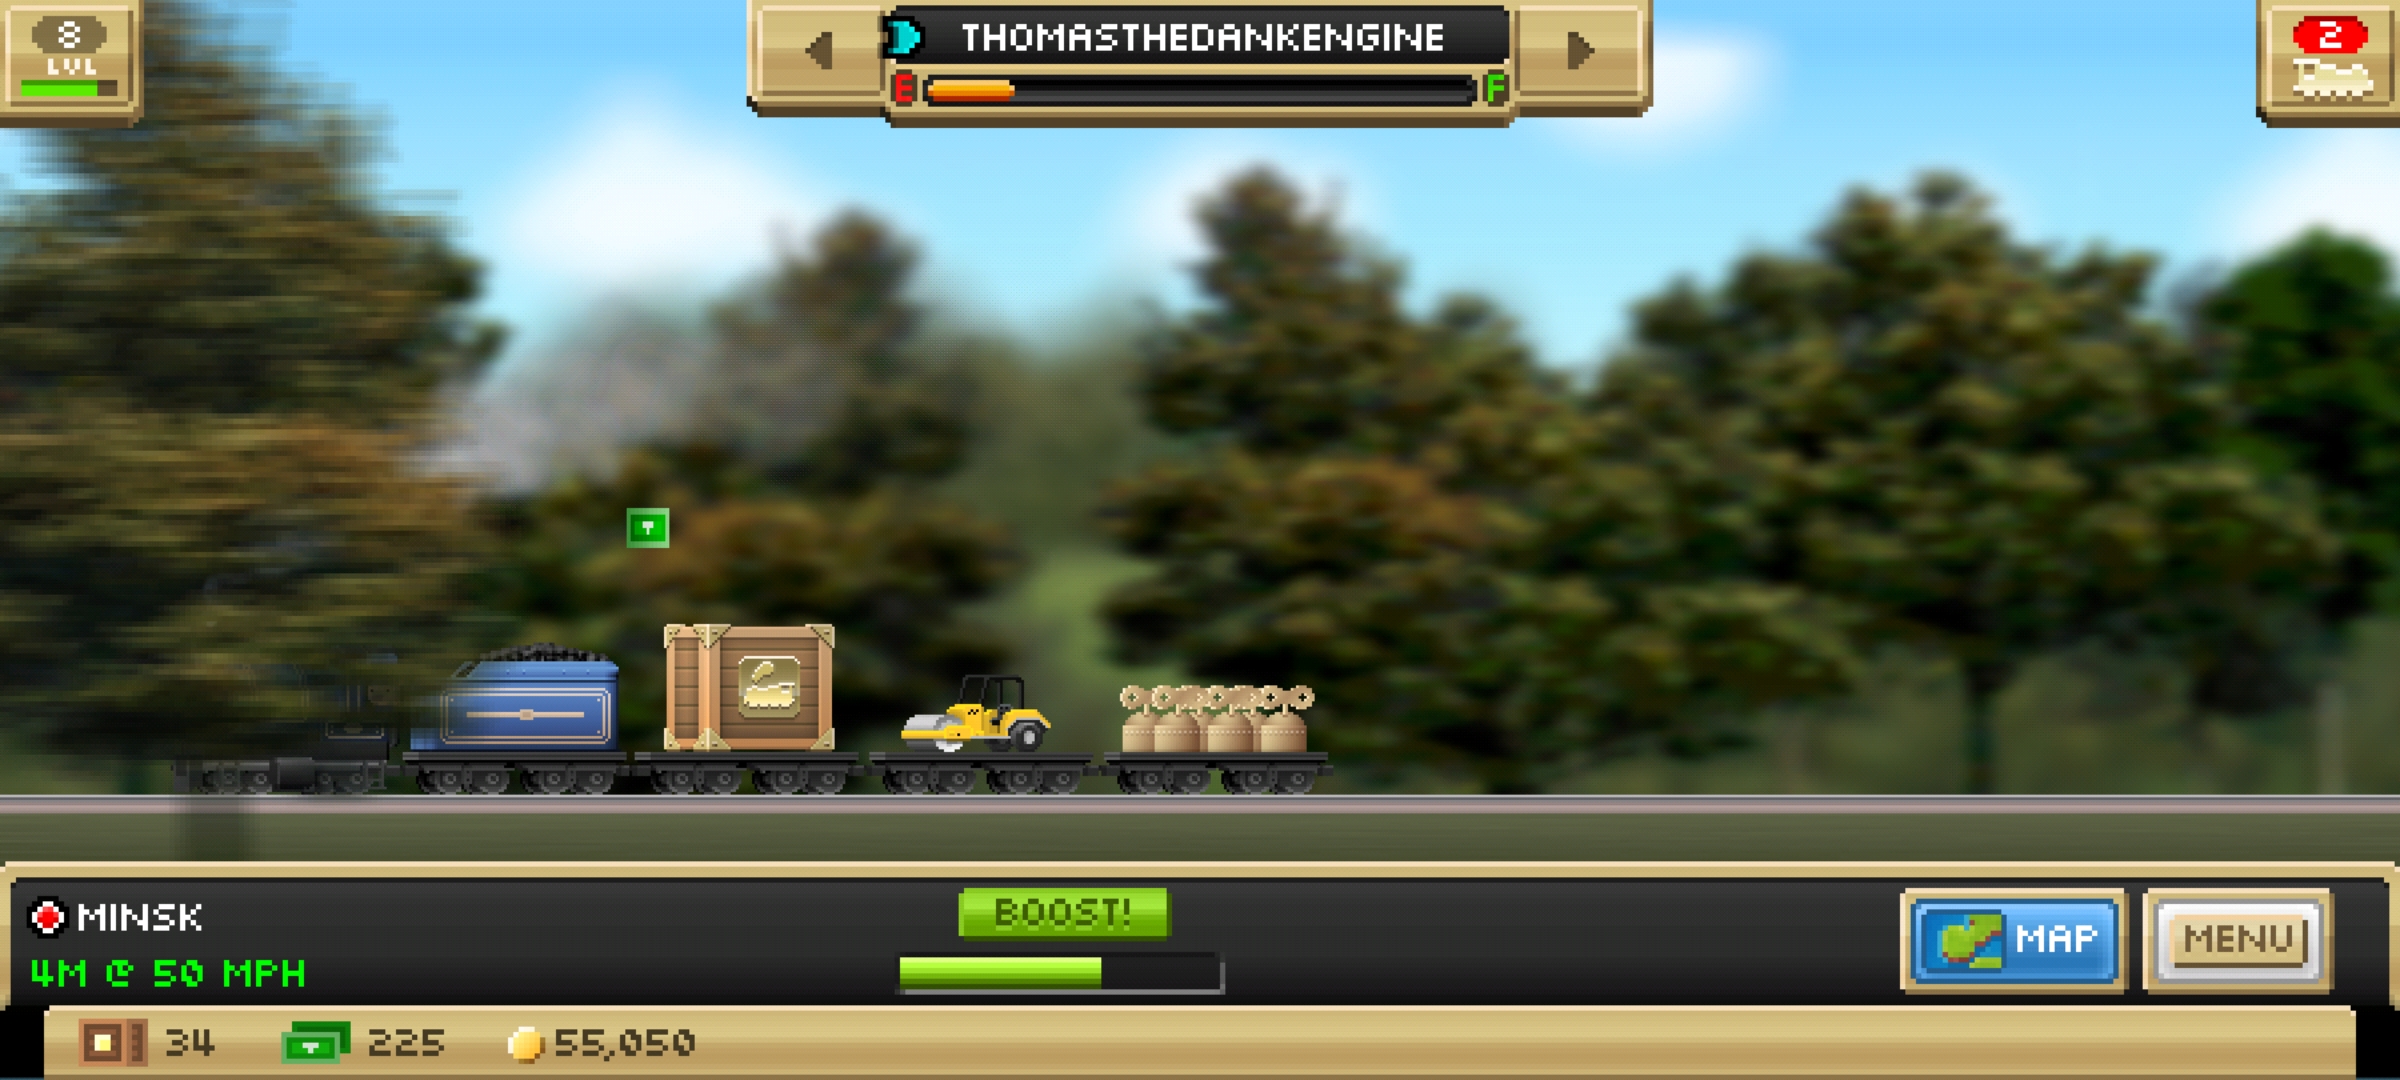 8
LVL
THOMASTHEDANKENGINE
E F
2
MINSK
4M @ 50 MPH
BOOST!
MAP
MENU
34
225
55,050